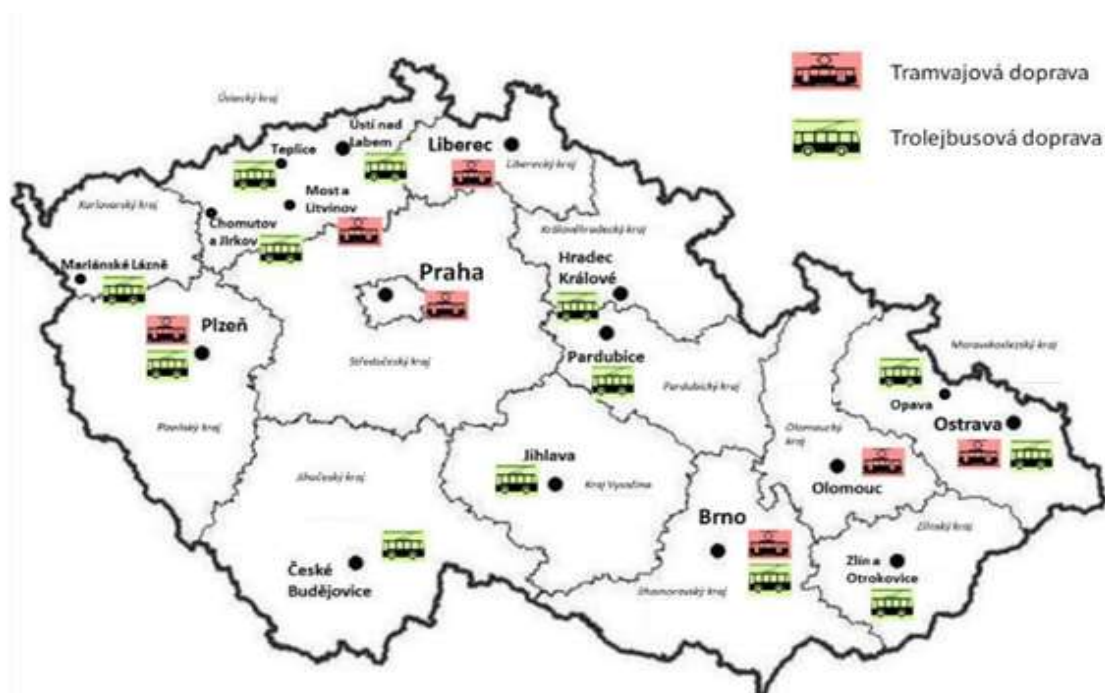 Tramvajová doprava
Trolejbusová doprava
Ústecký kraj
Ústí nad
Labem
Teplice
Liberec
Liberecký kraj
Most a
Litvínov
Karlovarský kraj
Chomutov
a Jirkov
Královéhradecký kraj
Hradec
Králové
Mariánské Lázně
Praha
Plzeň
Středočeský kraj
Pardubice
Pardubický kraj
Moravskoslezský kraj
Opava
Ostrava
Olomoucký
kraj
Plzeňský kraj
Jihlava
Kraj Vysočina
Olomouc
Jihočeský kraj
Brno
Zlínský kraj
České
Budějovice
Zlín a
Otrokovice
Jihomoravský kraj